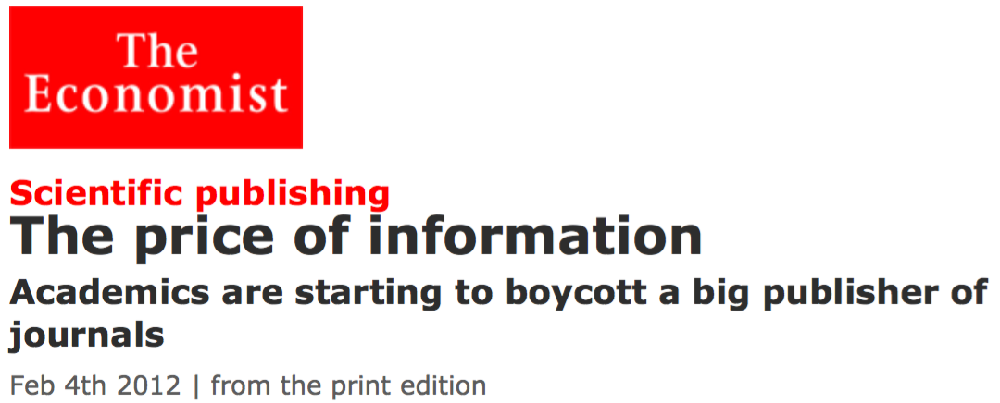 The
Economist
Scientific publishing
The price of information
Academics are starting to boycott a big publisher of
journals
Feb 4th 2012 | from the print edition